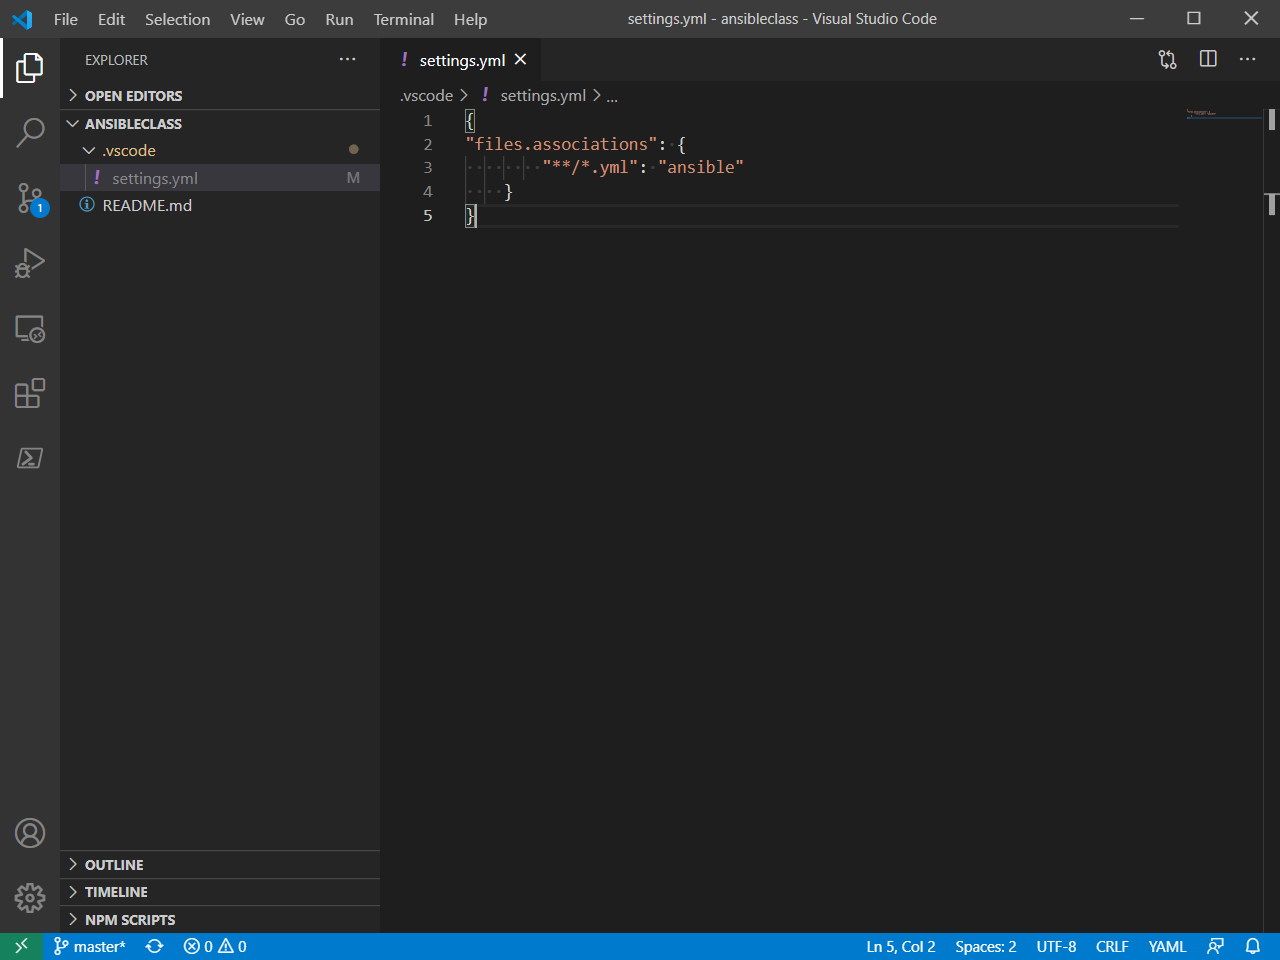 File Edit Selection View Go Run Terminal Help settings.yml - ansibleclass - Visual Studio Code
EXPLORER
OPEN EDITORS
ANSIBLECLASS
.vscode
! settings.yml M
README.md
1
! settings.yml
.vscode > ! settings.yml > ...
1 {
2 "files.associations": {
3 "**/*.yml": "ansible"
4 }
5 }
OUTLINE
TIMELINE
NPM SCRIPTS
master* 0 0 Ln 5, Col 2 Spaces: 2 UTF-8 CRLF YAML